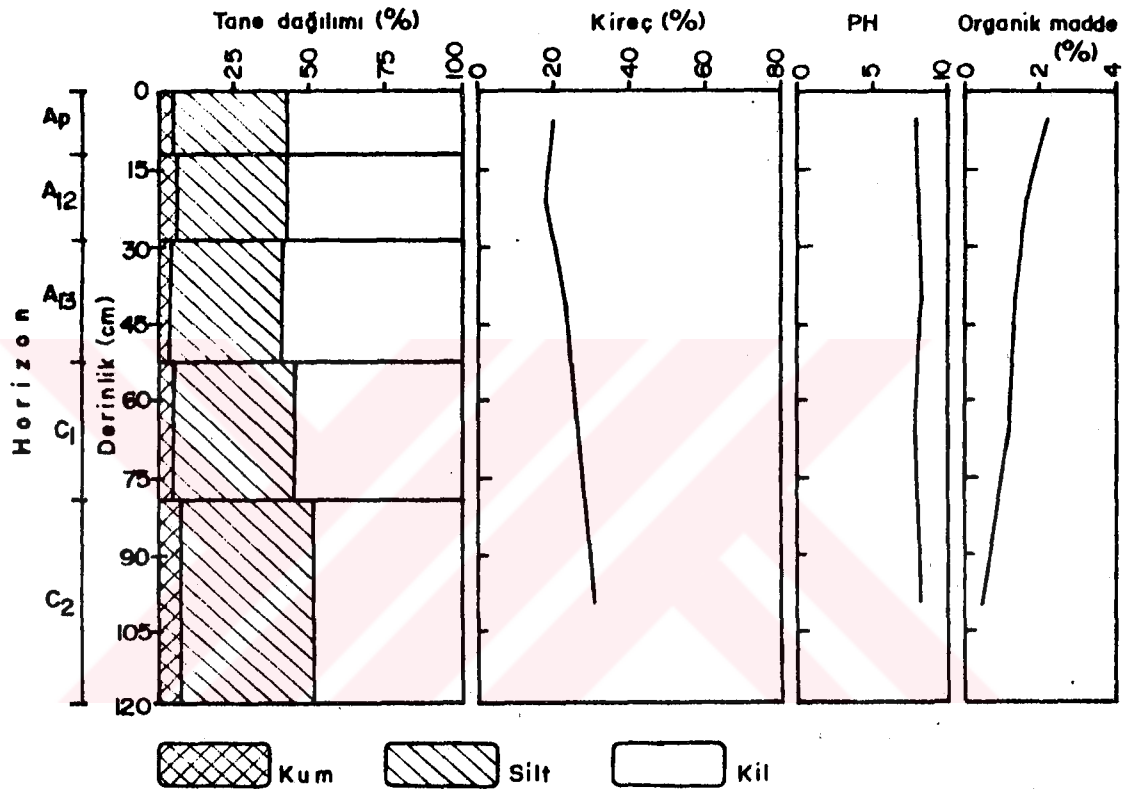 Tane dağılımı (%)
Kireç (%)
PH
Organik madde
(%)
25 50 75 100
0 20 40 60 80
0 5 10
0 2 4
0
15
30
45
60
75
90
105
120
Ap
A12
A13
C1
C2
Horizon
Derinlik (cm)
Kum
Silt
Kil